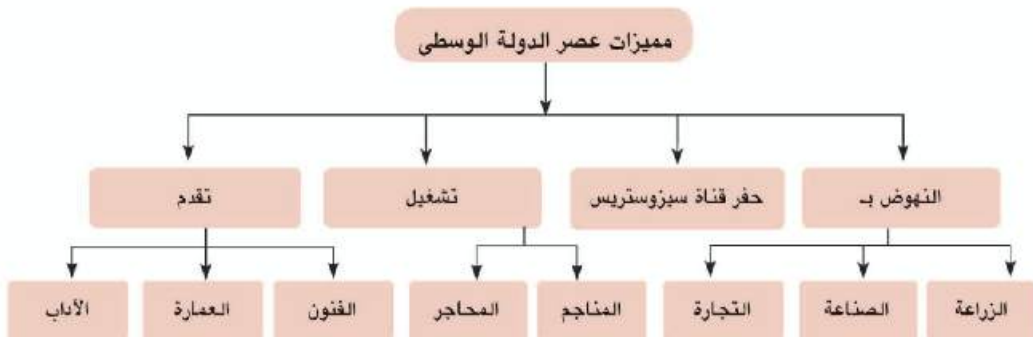 مميزات عصر الدولة الوسطى
النهوض بـ
حفر قناة سيزوستريس
تشغيل
تقدم
الزراعة
الصناعة
التجارة
المناجم
المحاجر
الفنون
العمارة
الآداب